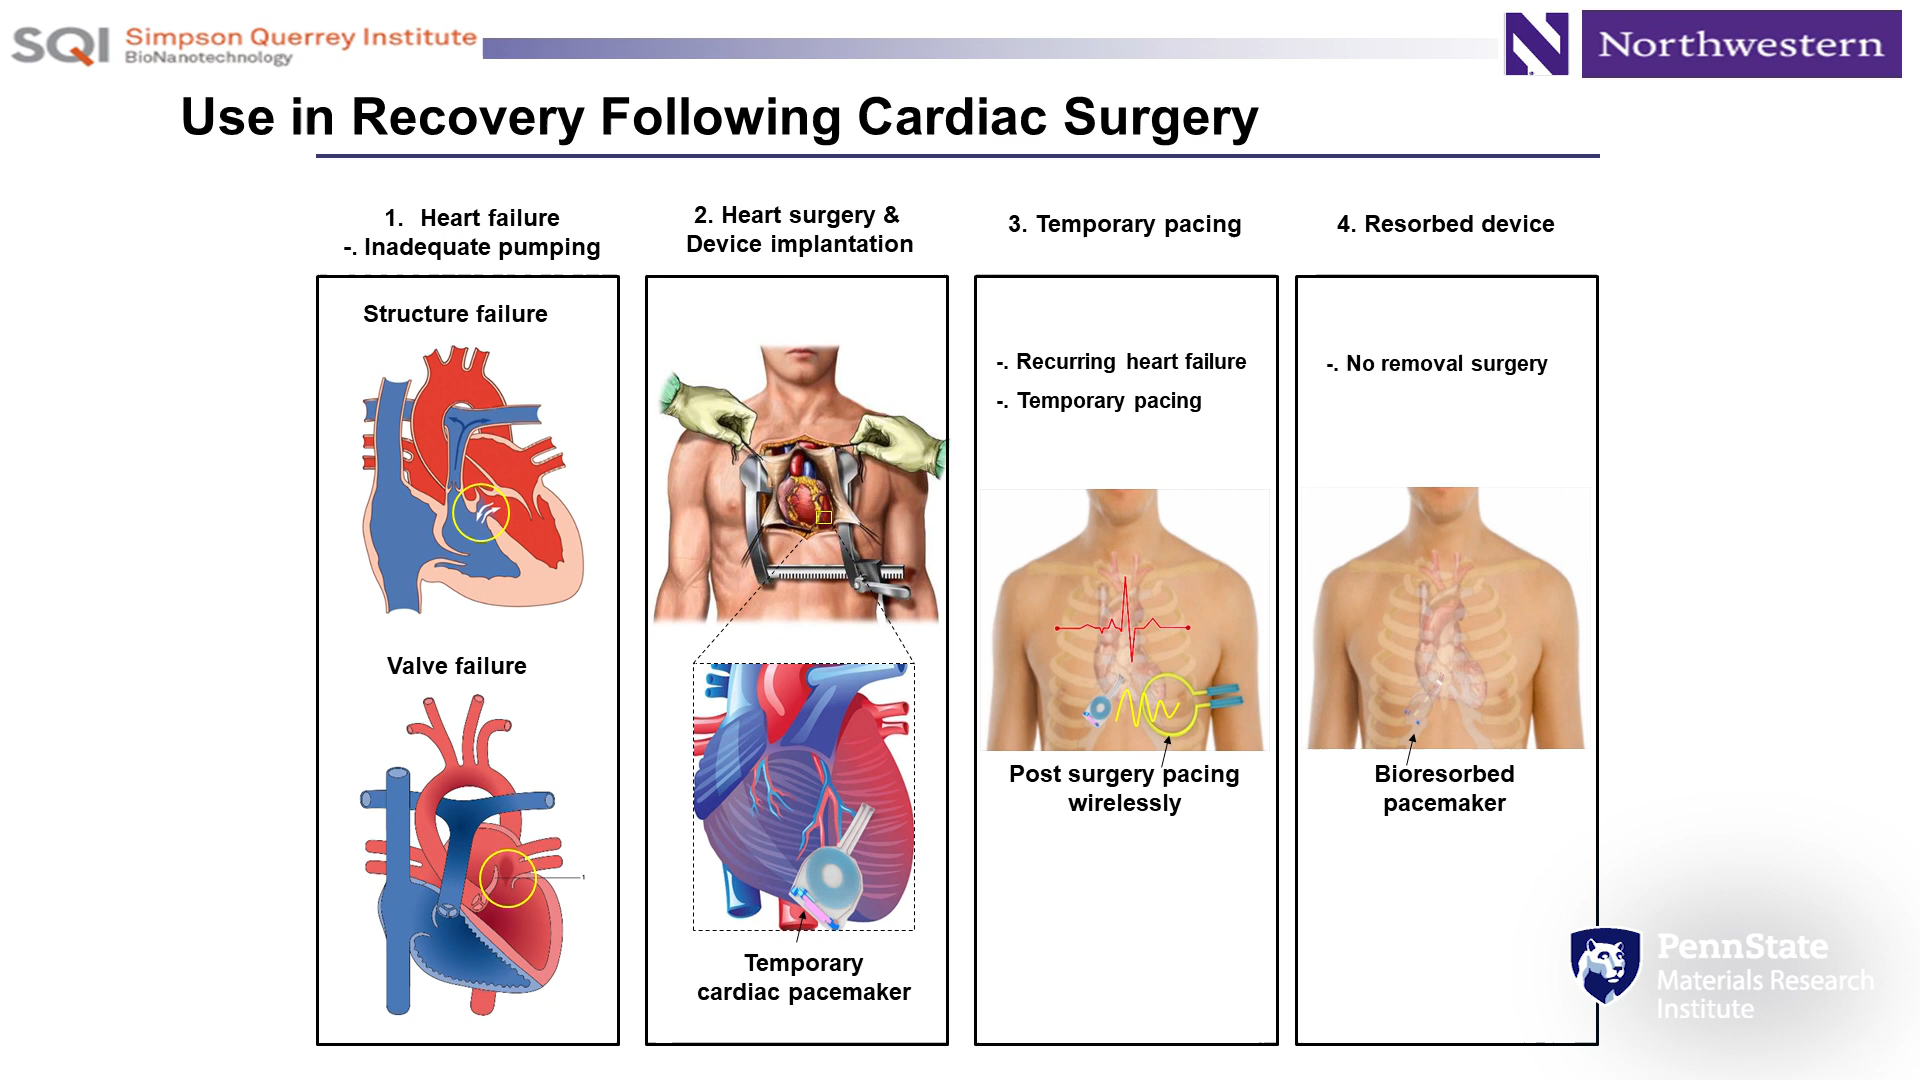 SQI Simpson Querrey Institute
BioNanotechnology
N Northwestern
Use in Recovery Following Cardiac Surgery
1. Heart failure
-. Inadequate pumping
2. Heart surgery &
Device implantation
3. Temporary pacing
4. Resorbed device
Structure failure
Valve failure
1
Temporary
cardiac pacemaker
-. Recurring heart failure
-. Temporary pacing
Post surgery pacing
wirelessly
-. No removal surgery
Bioresorbed
pacemaker
PennState
Materials Research
Institute